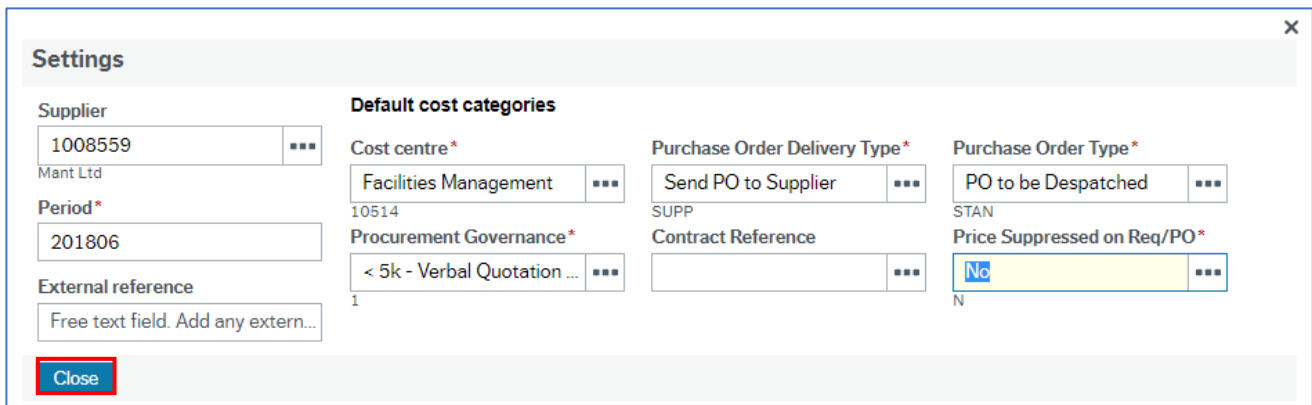 ×
Settings
Supplier
1008559
Mant Ltd
Period*
201806
External reference
Free text field. Add any extern...
Default cost categories
Cost centre* Purchase Order Delivery Type* Purchase Order Type*
Facilities Management Send PO to Supplier PO to be Despatched
10514 SUPP STAN
Procurement Governance* Contract Reference Price Suppressed on Req/PO*
< 5k - Verbal Quotation ... No
1 N
Close